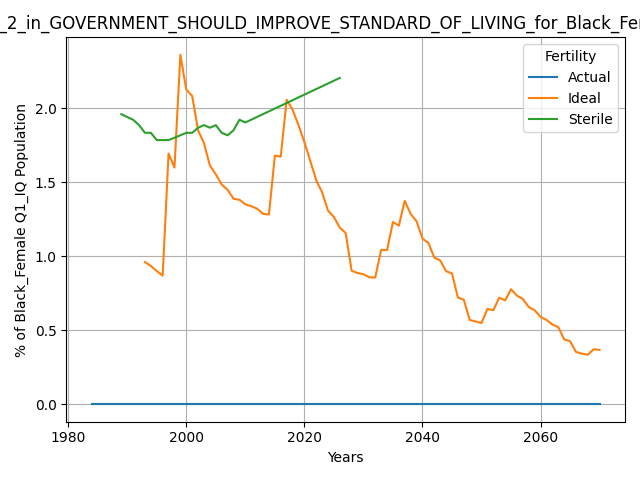 _2_in_GOVERNMENT_SHOULD_IMPROVE_STANDARD_OF_LIVING_for_Black_Fem
Fertility
Actual
Ideal
Sterile
% of Black_Female Q1_IQ Population
2.0
1.5
1.0
0.5
0.0
1980
2000
2020
2040
2060
Years